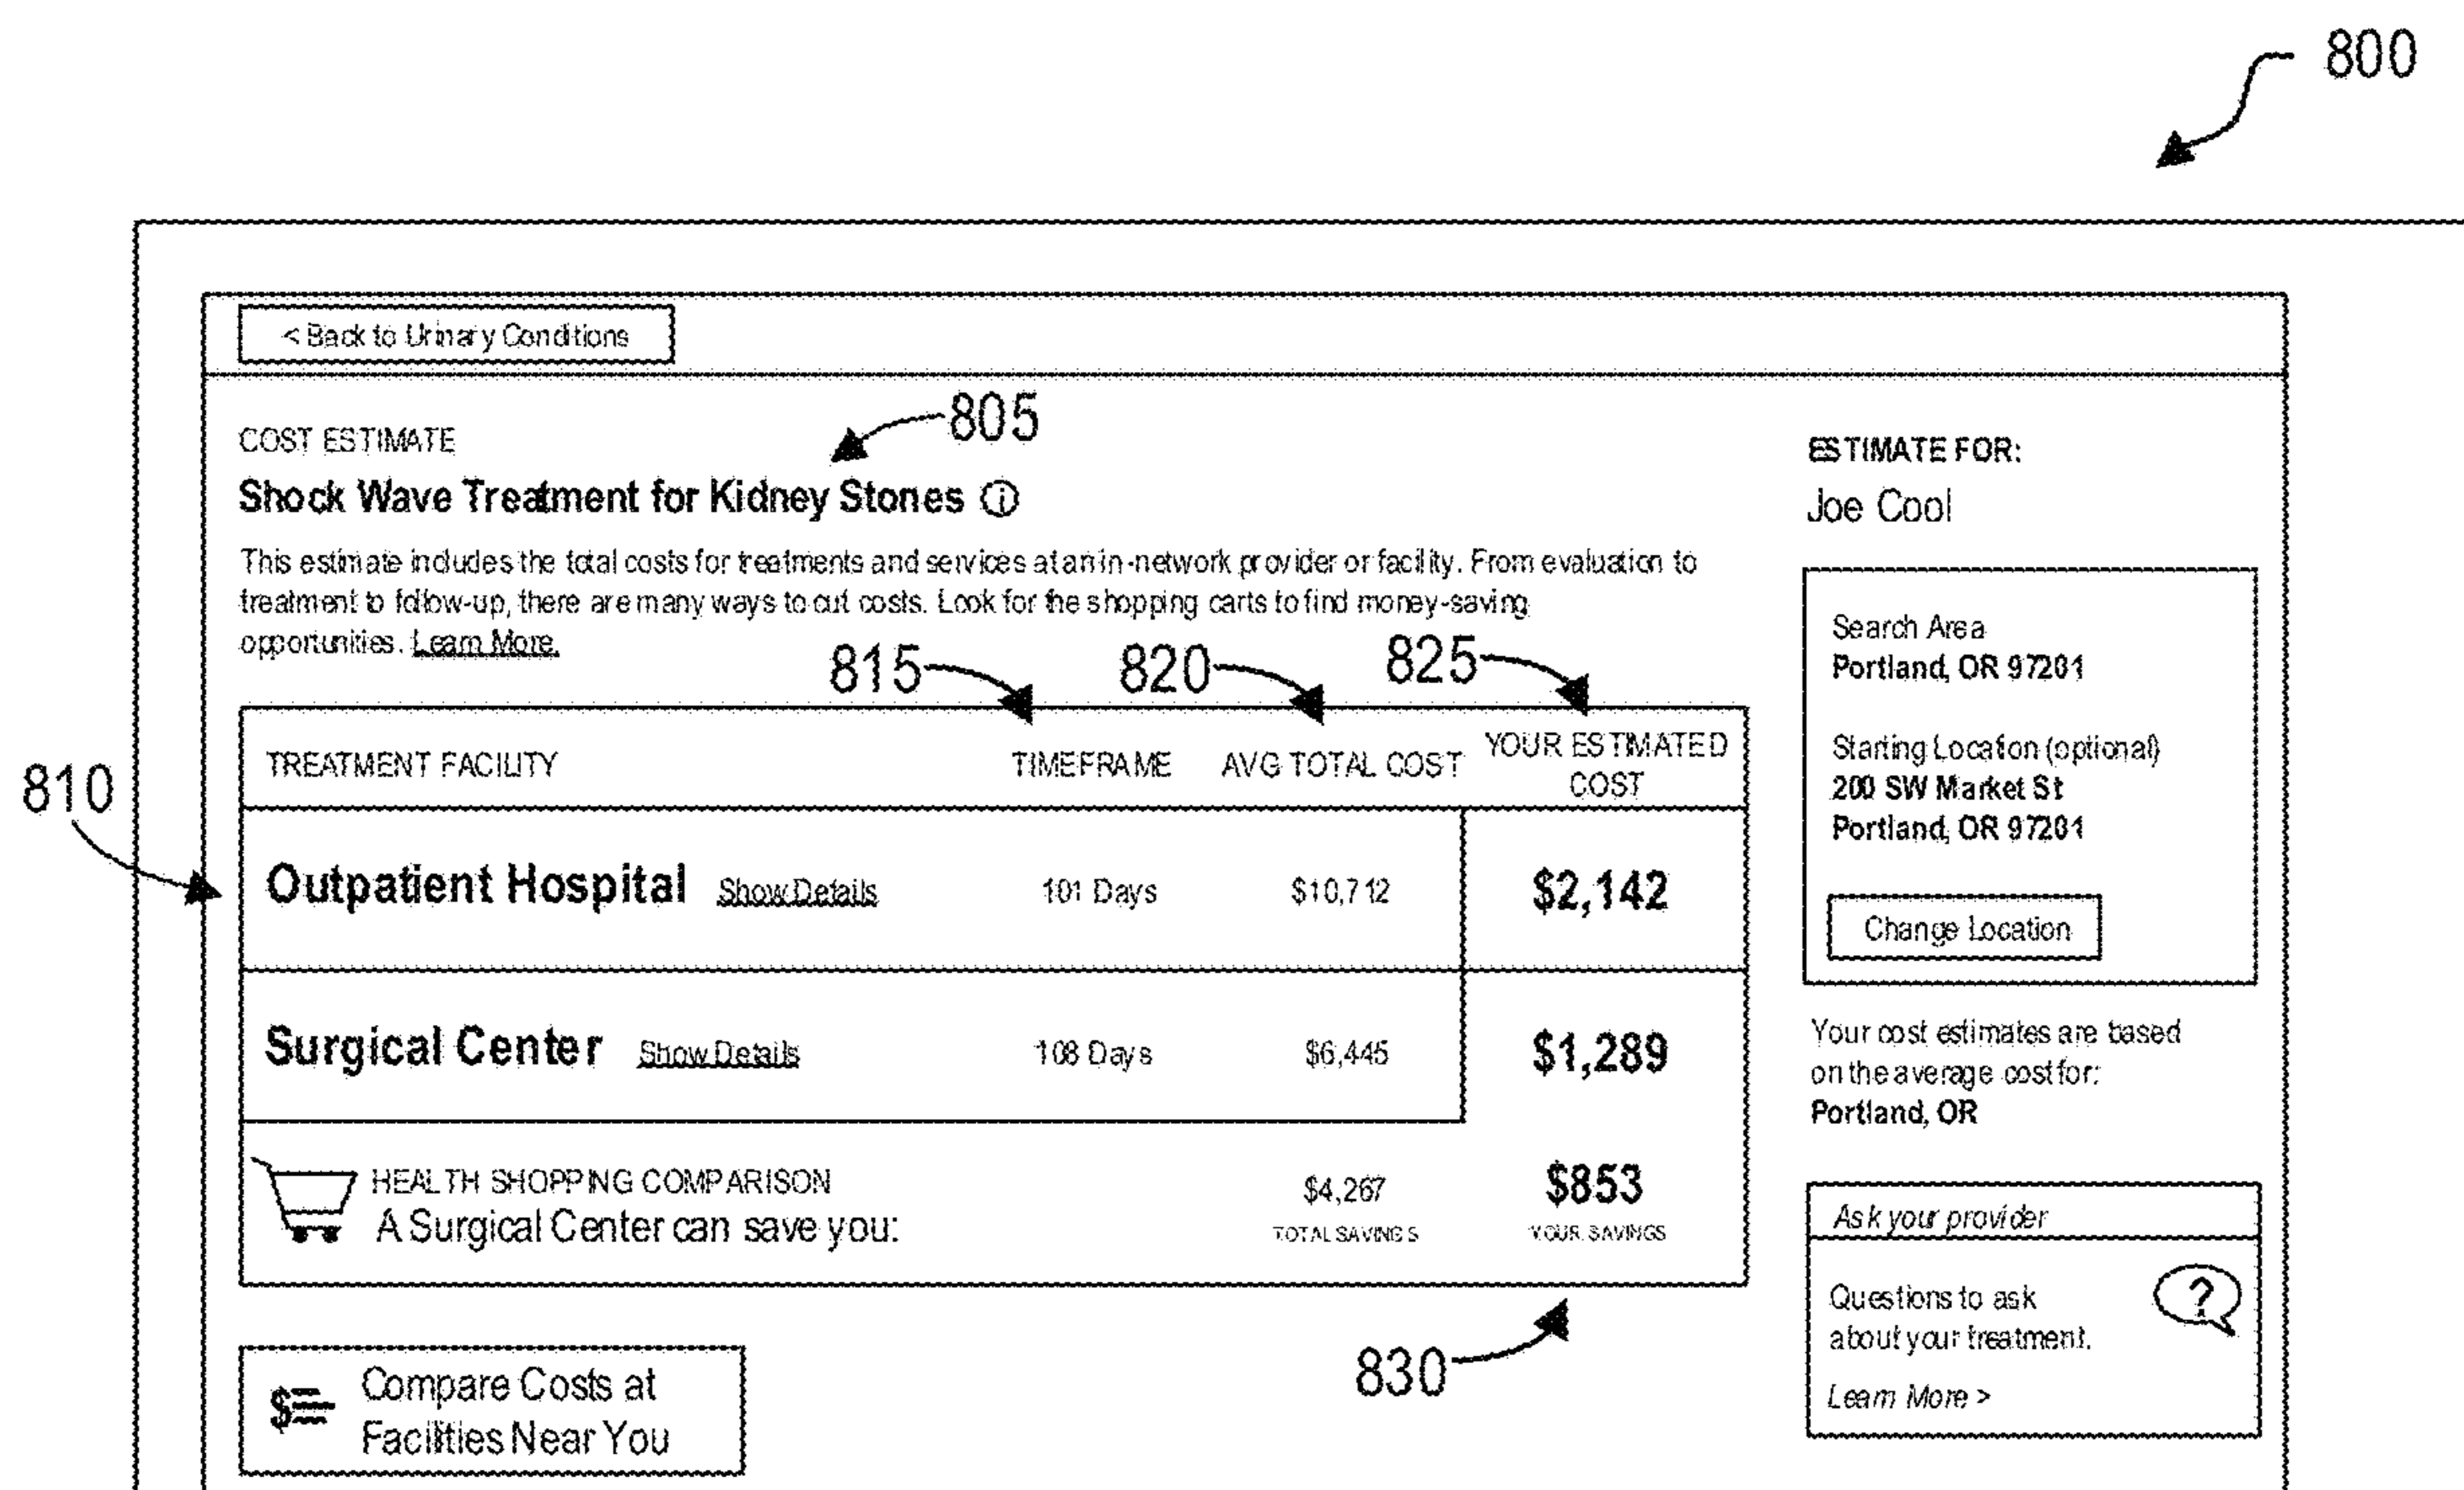 800
< Back to Urinary Conditions
COST ESTIMATE
805
Shock Wave Treatment for Kidney Stones ⓘ
This estimate includes the total costs for treatments and services at an in-network provider or facility. From evaluation to
treatment to follow-up, there are many ways to cut costs. Look for the shopping carts to find money-saving
opportunities. Learn More.
815
820
825
810
TREATMENT FACILITY
TIMEFRAME
AVG TOTAL COST
YOUR ESTIMATED
COST
Outpatient Hospital Show Details 101 Days $10,712 $2,142
Surgical Center Show Details 108 Days $6,445 $1,289
HEALTH SHOPPING COMPARISON
A Surgical Center can save you:
$4,267
TOTAL SAVINGS
$853
YOUR SAVINGS
830
$ Compare Costs at
Facilities Near You
ESTIMATE FOR:
Joe Cool
Search Area
Portland, OR 97201
Starting Location (optional)
200 SW Market St
Portland, OR 97201
Change Location
Your cost estimates are based
on the average cost for:
Portland, OR
Ask your provider
Questions to ask
about your treatment.
?
Learn More >